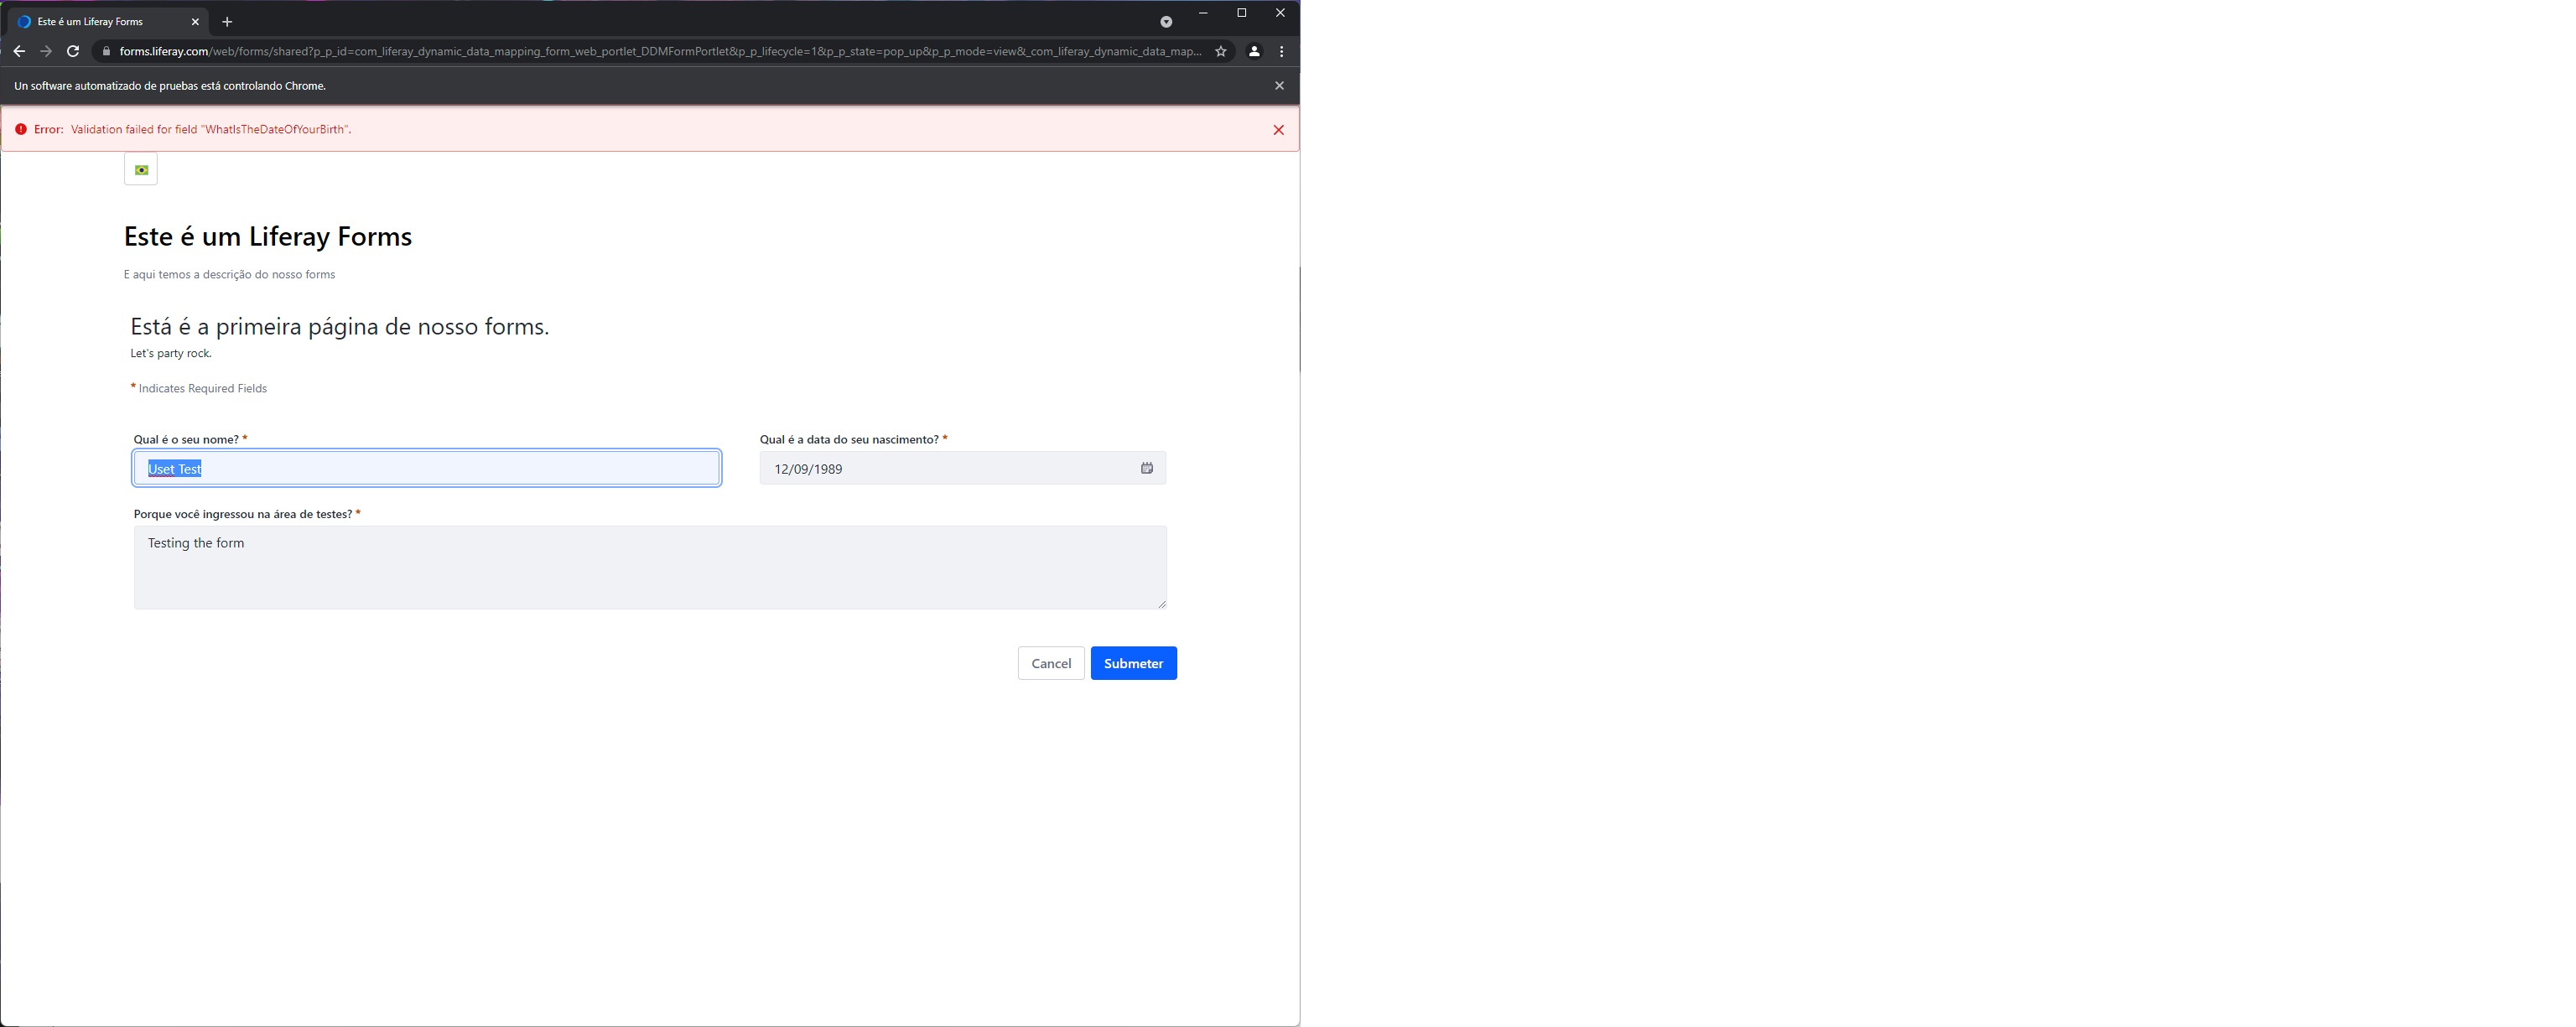 Este é um Liferay Forms
forms.liferay.com/web/forms/shared?p_p_id=com_liferay_dynamic_data_mapping_form_web_portlet_DDMFormPortlet&p_p_lifecycle=1&p_p_state=pop_up&p_p_mode=view&_com_liferay_dynamic_data_map...
Un software automatizado de pruebas está controlando Chrome.
Error: Validation failed for field "WhatIsTheDateOfYourBirth".
Este é um Liferay Forms
E aqui temos a descrição do nosso forms
Está é a primeira página de nosso forms.
Let's party rock.
* Indicates Required Fields
Qual é o seu nome? *
Qual é a data do seu nascimento? *
Uset Test
12/09/1989
Porque você ingressou na área de testes? *
Testing the form
Cancel
Submeter